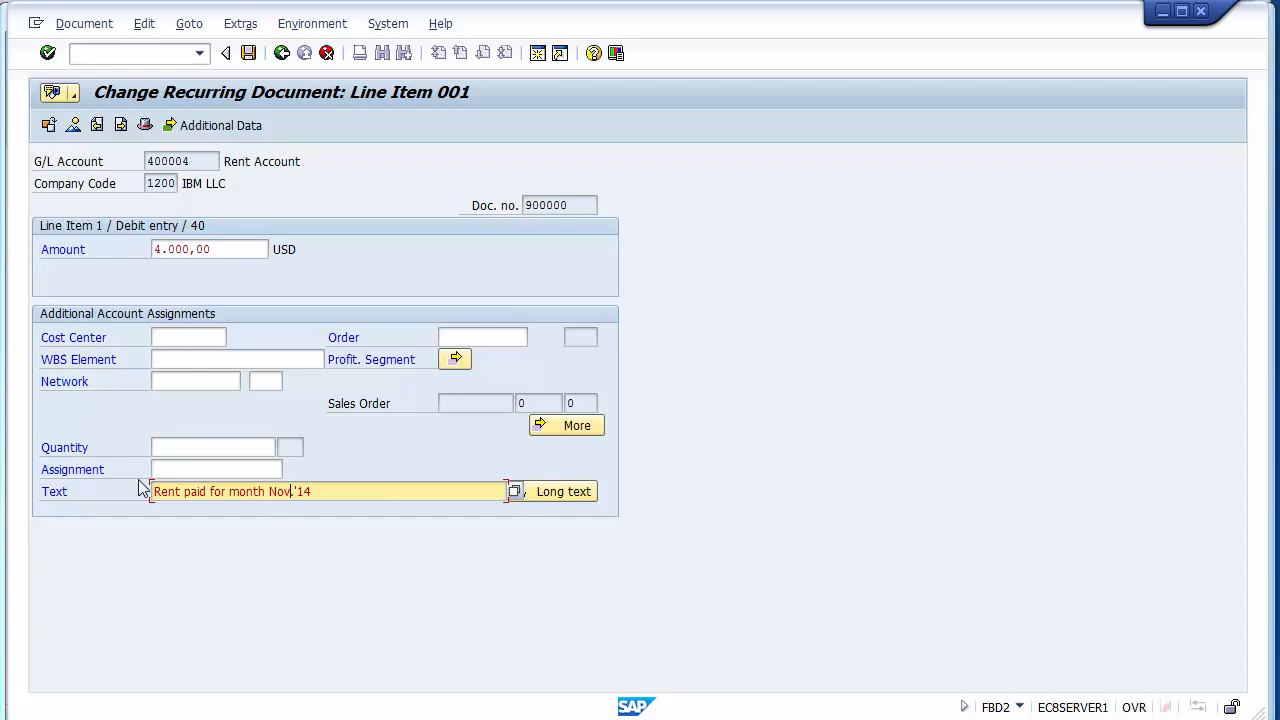 Document Edit Goto Extras Environment System Help
Change Recurring Document: Line Item 001
Additional Data
G/L Account 400004 Rent Account
Company Code 1200 IBM LLC
Doc. no. 900000
Line Item 1 / Debit entry / 40
Amount 4.000,00 USD
Additional Account Assignments
Cost Center Order
WBS Element Profit. Segment
Network
Sales Order 0 0
More
Quantity
Assignment
Text Rent paid for month Nov.'14 Long text
SAP FBD2 EC8SERVER1 OVR